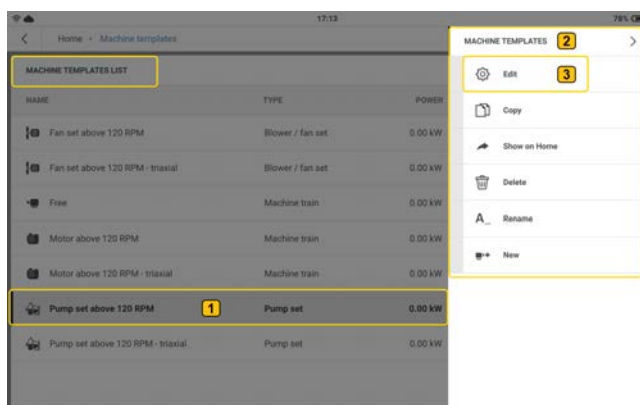 17:13
78%
Home › Machine templates
MACHINE TEMPLATES 2
MACHINE TEMPLATES LIST
Edit 3
NAME TYPE POWER
Copy
Fan set above 120 RPM Blower / fan set 0.00 kW
Show on Home
Fan set above 120 RPM - triaxial Blower / fan set 0.00 kW
Delete
Free Machine train 0.00 kW
Rename
Motor above 120 RPM Machine train 0.00 kW
New
Motor above 120 RPM - triaxial Machine train 0.00 kW
Pump set above 120 RPM 1 Pump set 0.00 kW
Pump set above 120 RPM - triaxial Pump set 0.00 kW